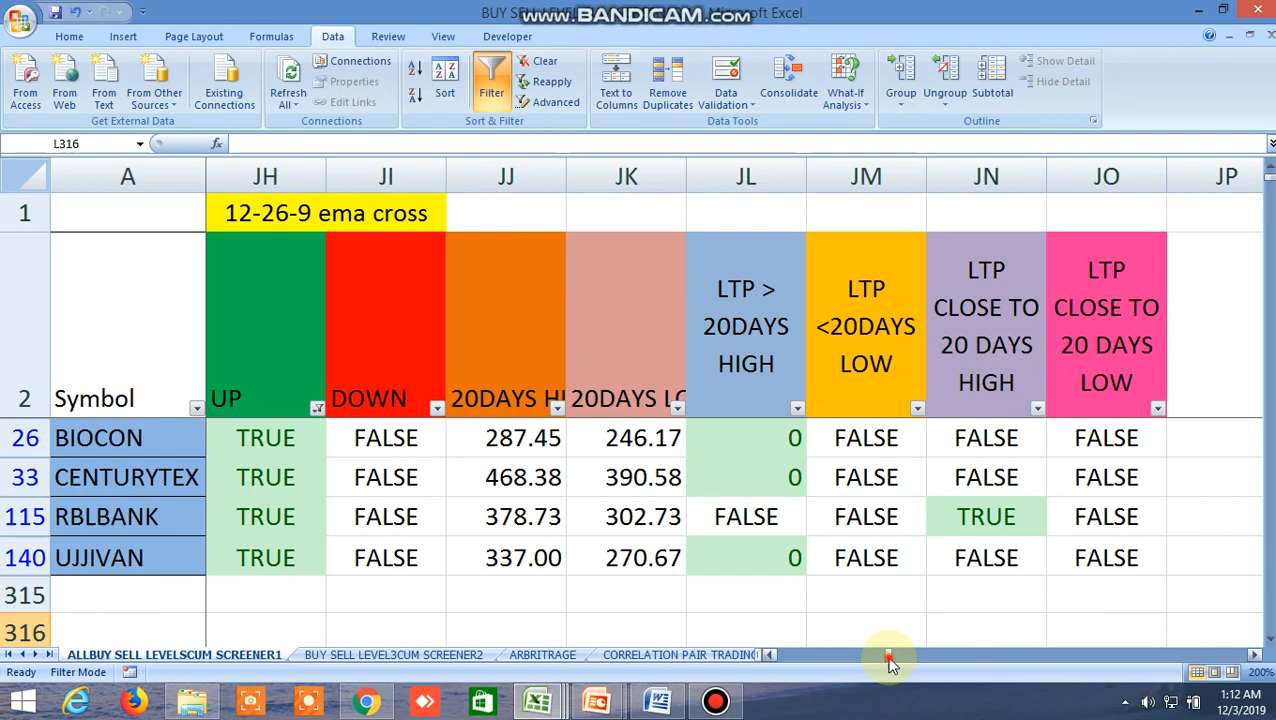 BUY SELL LEVEL
www.BANDICAM.com
Microsoft Excel
Home Insert Page Layout Formulas Data Review View Developer
From Access
From Web
From Text
From Other Sources
Existing Connections
Get External Data
Refresh All
Connections
Properties
Edit Links
Connections
Sort
Filter
Clear
Reapply
Advanced
Sort & Filter
Text to Columns
Remove Duplicates
Data Validation
Consolidate
What-If Analysis
Data Tools
Group
Ungroup
Subtotal
Show Detail
Hide Detail
Outline
L316
fx
A JH JI JJ JK JL JM JN JO JP
1 12-26-9 ema cross
2 Symbol
UP
DOWN
20DAYS HI
20DAYS LO
LTP >
20DAYS
HIGH
LTP
<20DAYS
LOW
LTP
CLOSE TO
20 DAYS
HIGH
LTP
CLOSE TO
20 DAYS
LOW
26 BIOCON TRUE FALSE 287.45 246.17 0 FALSE FALSE FALSE
33 CENTURYTEX TRUE FALSE 468.38 390.58 0 FALSE FALSE FALSE
115 RBLBANK TRUE FALSE 378.73 302.73 FALSE FALSE TRUE FALSE
140 UJJIVAN TRUE FALSE 337.00 270.67 0 FALSE FALSE FALSE
315
316
ALLBUY SELL LEVELSCUM SCREENER1 BUY SELL LEVEL3CUM SCREENER2 ARBITRAGE CORRELATION PAIR TRADING
Ready Filter Mode 200%
1:12 AM
12/3/2019